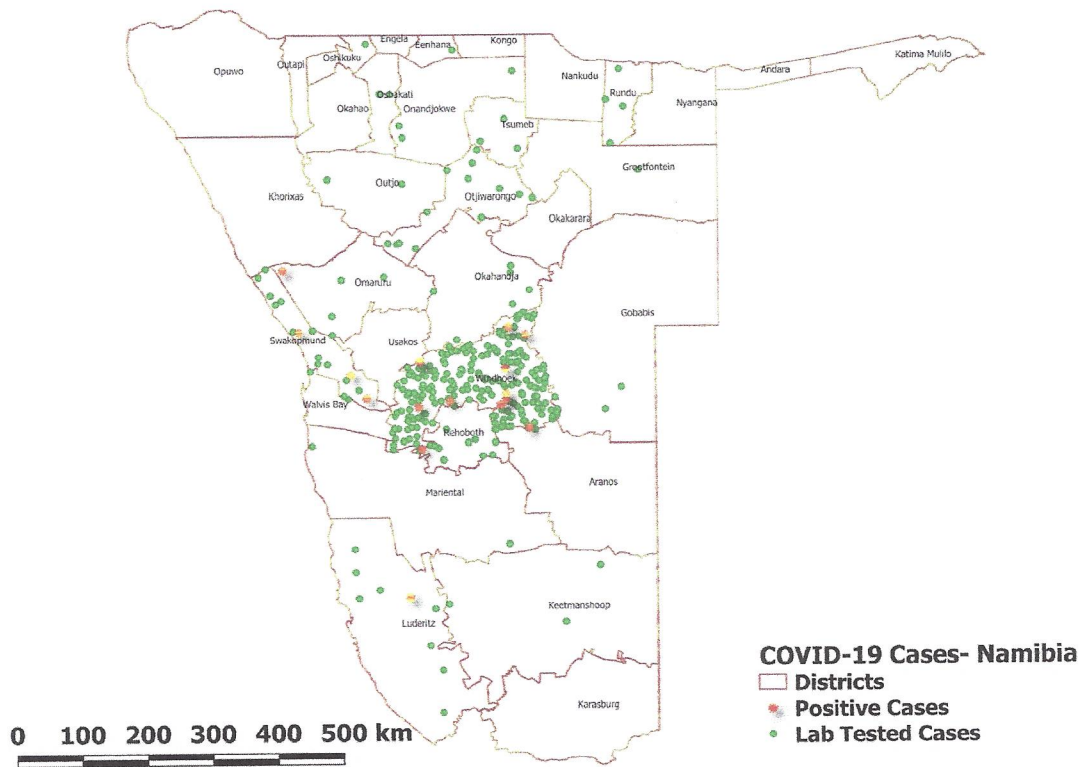 Engela
Kongo
Eenhana
Oshikuku
Outapi
Opuwo
Katima Mulilo
Andara
Nankudu
Rundu
Nyangana
Oshakati
Okahao
Onandjokwe
Tsumeb
Grootfontein
Outjo
Khorixas
Otjiwarongo
Okakarara
Okahandja
Omaruru
Gobabis
Swakopmund
Usakos
Windhoek
Walvis Bay
Rehoboth
Aranos
Mariental
Keetmanshoop
Luderitz
Karasburg
COVID-19 Cases- Namibia
Districts
Positive Cases
Lab Tested Cases
0 100 200 300 400 500 km